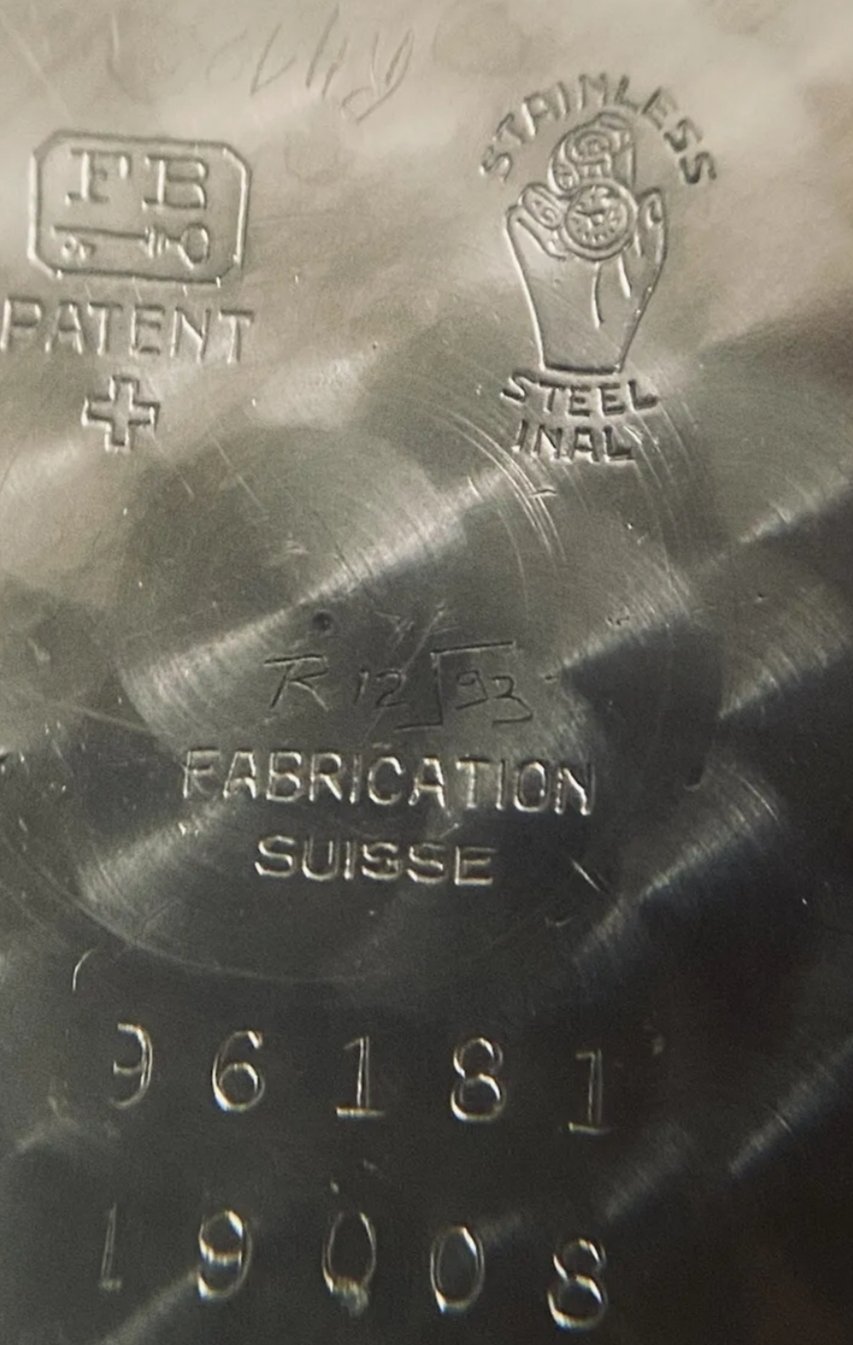 FB
PATENT
STAINLESS
STEEL
INAL
R 12 93
FABRICATION
SUISSE
96181
19008